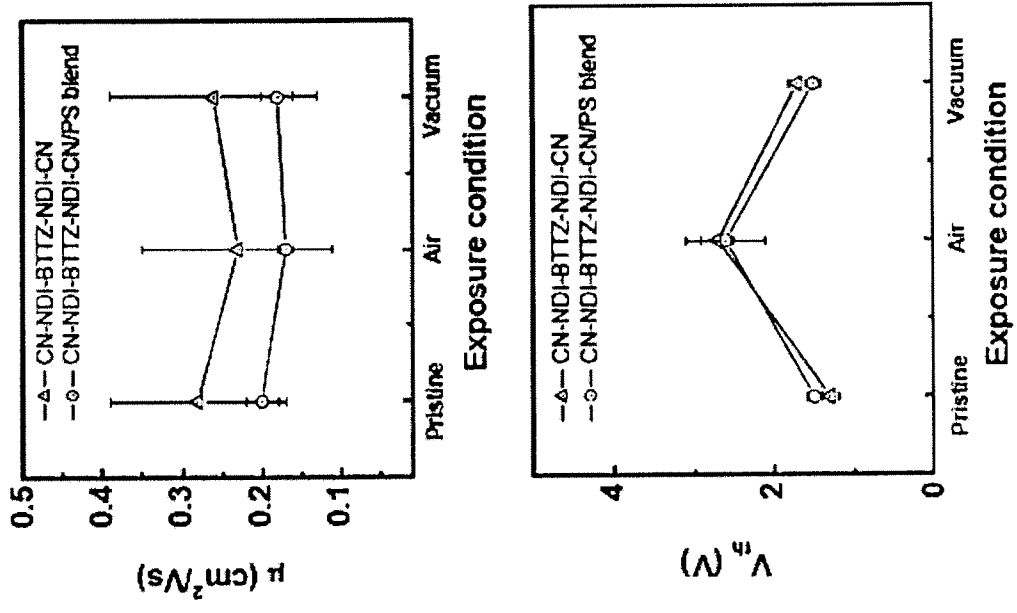 0.5
0.4
0.3
0.2
0.1
μ (cm²/Vs)
CN-NDI-BTTZ-NDI-CN
CN-NDI-BTTZ-NDI-CN/PS blend
Pristine
Air
Vacuum
Exposure condition
4
2
0
Vth (V)
CN-NDI-BTTZ-NDI-CN
CN-NDI-BTTZ-NDI-CN/PS blend
Pristine
Air
Vacuum
Exposure condition